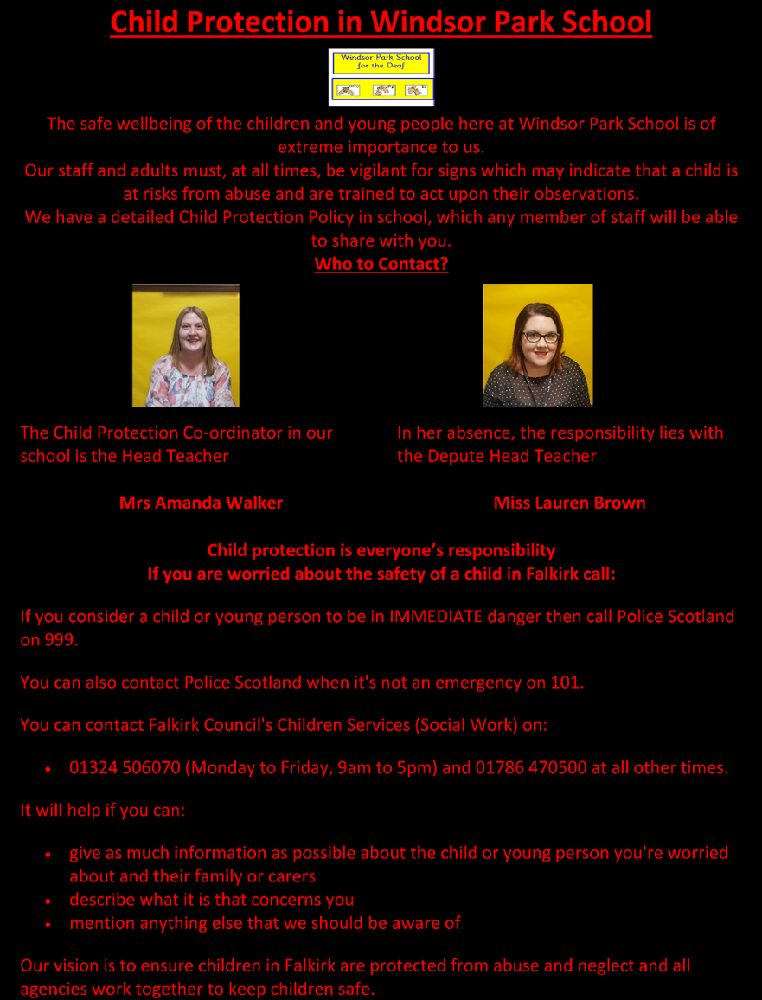 Child Protection in Windsor Park School
Windsor Park School
for the Deaf
The safe wellbeing of the children and young people here at Windsor Park School is of
extreme importance to us.
Our staff and adults must, at all times, be vigilant for signs which may indicate that a child is
at risks from abuse and are trained to act upon their observations.
We have a detailed Child Protection Policy in school, which any member of staff will be able
to share with you.
Who to Contact?
The Child Protection Co-ordinator in our
school is the Head Teacher
Mrs Amanda Walker
In her absence, the responsibility lies with
the Depute Head Teacher
Miss Lauren Brown
Child protection is everyone's responsibility
If you are worried about the safety of a child in Falkirk call:
If you consider a child or young person to be in IMMEDIATE danger then call Police Scotland
on 999.
You can also contact Police Scotland when it's not an emergency on 101.
You can contact Falkirk Council's Children Services (Social Work) on:
• 01324 506070 (Monday to Friday, 9am to 5pm) and 01786 470500 at all other times.
It will help if you can:
• give as much information as possible about the child or young person you're worried
about and their family or carers
• describe what it is that concerns you
• mention anything else that we should be aware of
Our vision is to ensure children in Falkirk are protected from abuse and neglect and all
agencies work together to keep children safe.